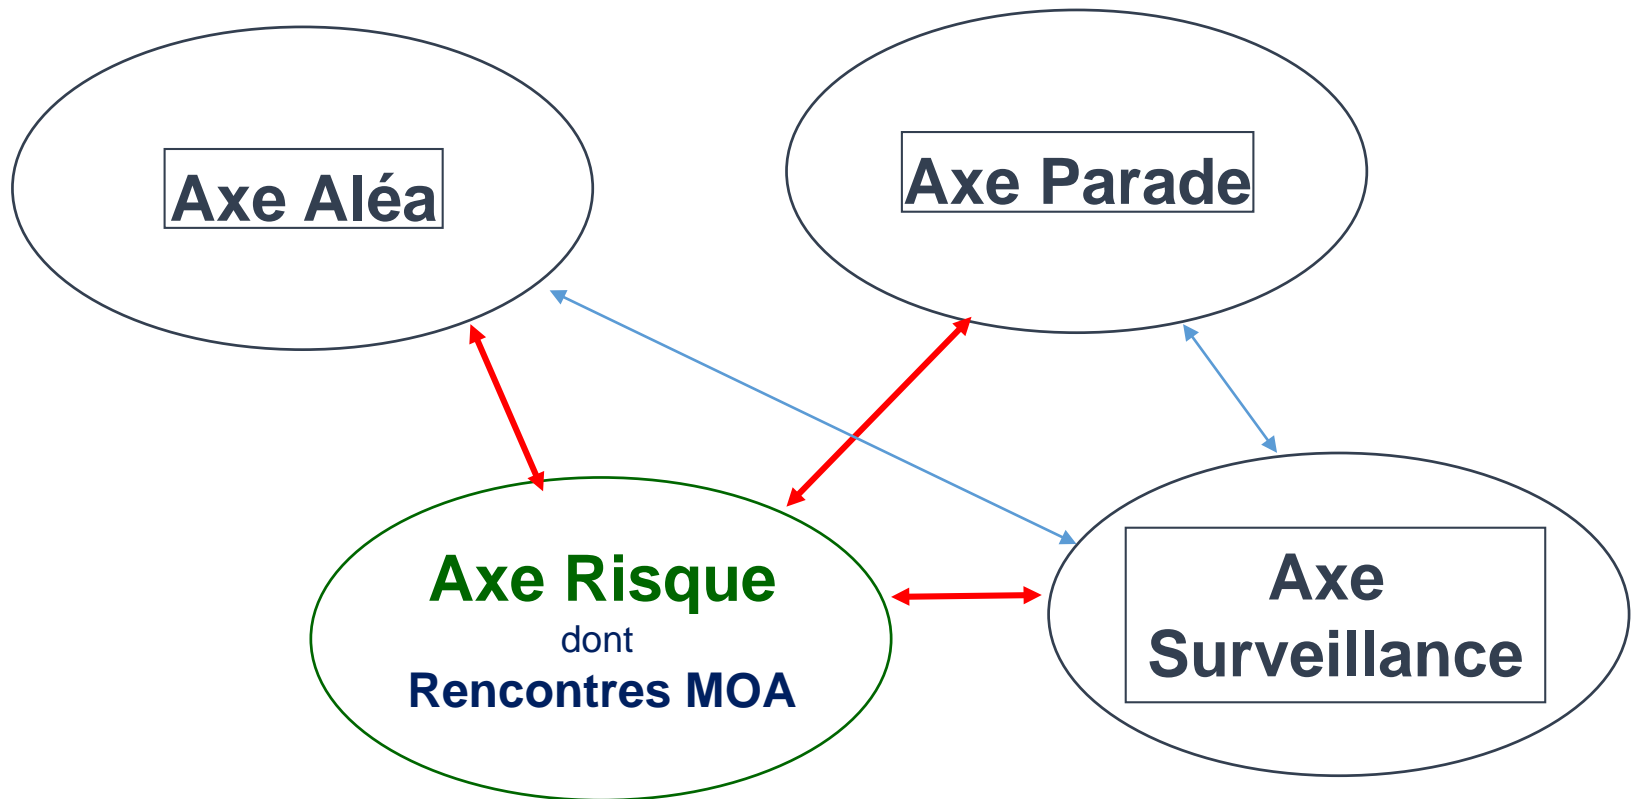 Axe Aléa
Axe Parade
Axe Risque
dont
Rencontres MOA
Axe
Surveillance